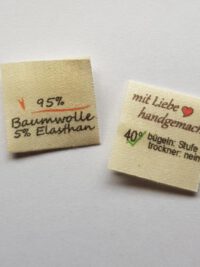 95%
Baumwolle
5% Elasthan
mit Liebe
handgemach
40° bügeln: Stufe
trockner: nein